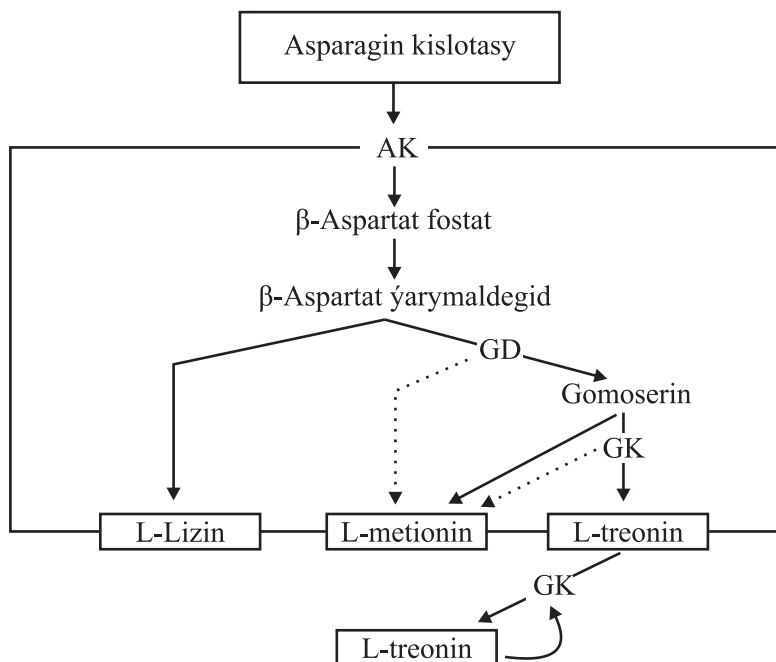 Asparagin kislotasy
AK
β-Aspartat fostat
β-Aspartat ýarymaldegid
GD
Gomoserin
GK
L-Lizin
L-metionin
L-treonin
GK
L-treonin